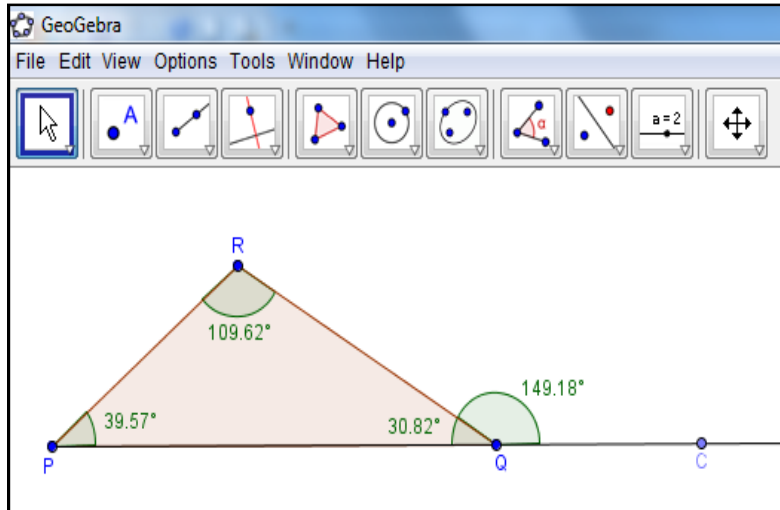 GeoGebra
File Edit View Options Tools Window Help
A
α
a = 2
R
109.62°
39.57°
30.82°
149.18°
P
Q
C